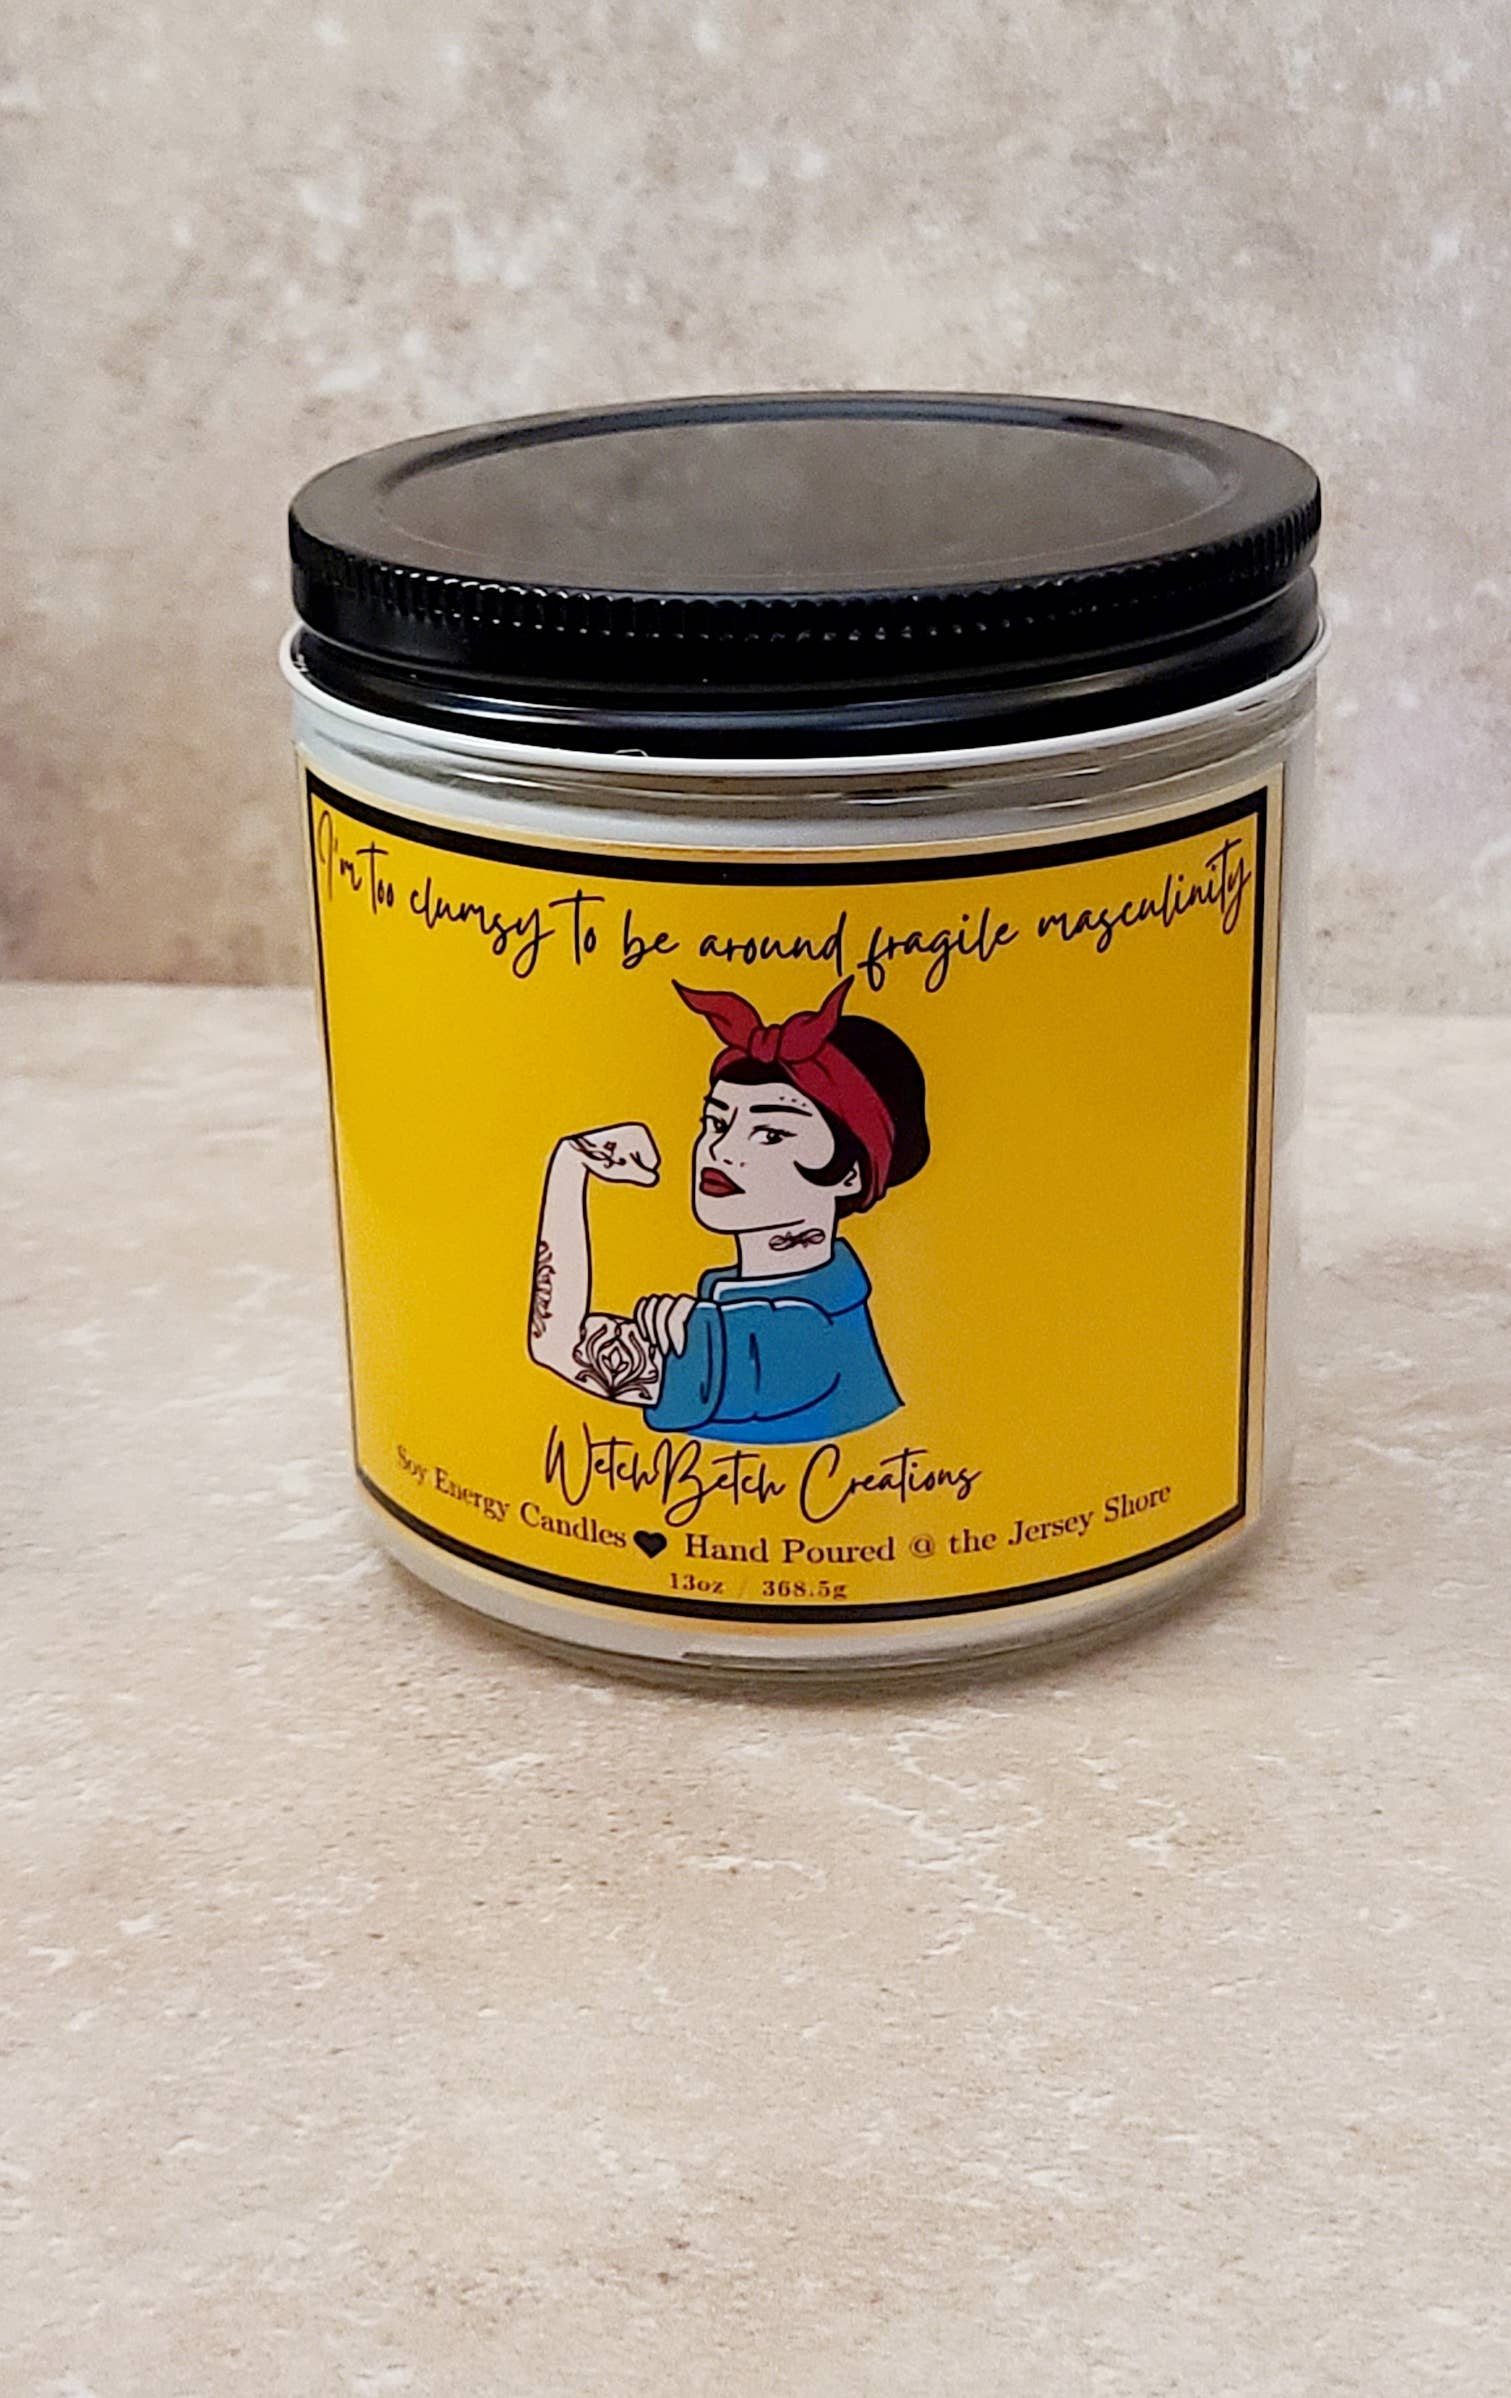 I'm too clumsy to be around fragile masculinity
WetchBetch Creations
Soy Energy Candles ♥ Hand Poured @ the Jersey Shore
13oz / 368.5g